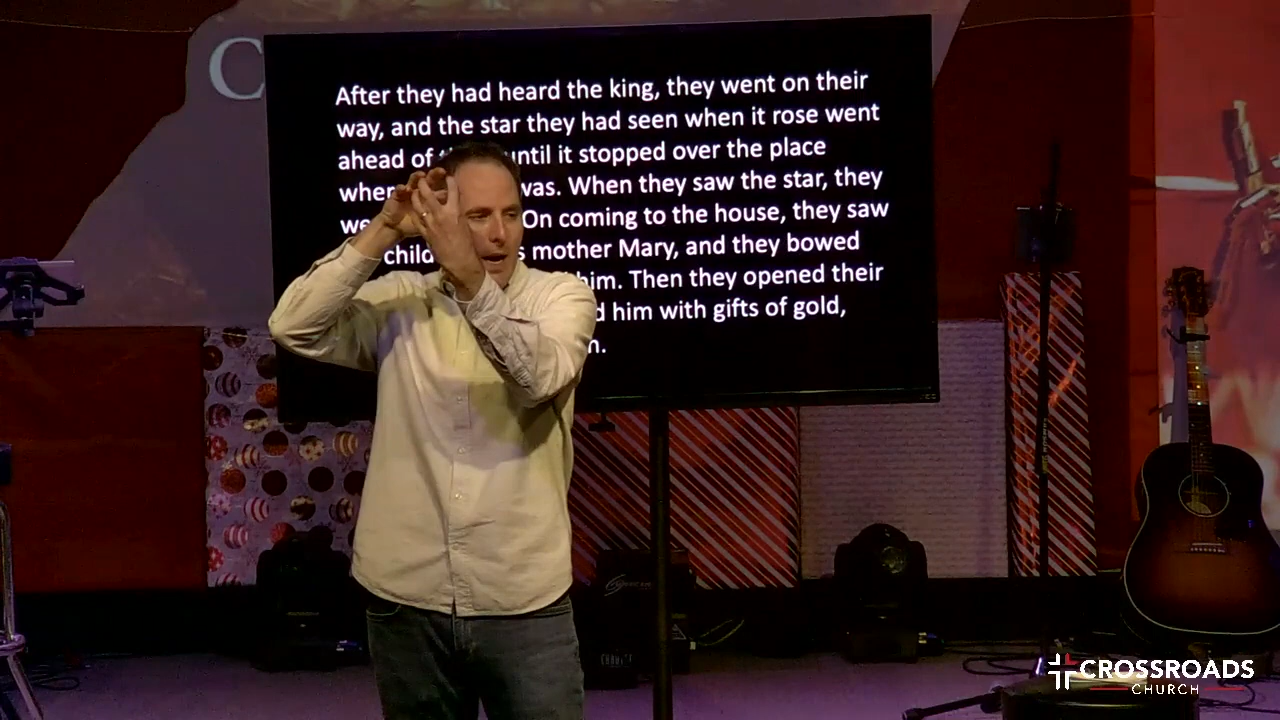 C
After they had heard the king, they went on their
way, and the star they had seen when it rose went
ahead of until it stopped over the place
was. When they saw the star, they
On coming to the house, they saw
mother Mary, and they bowed
him. Then they opened their
him with gifts of gold,
CROSSROADS
CHURCH